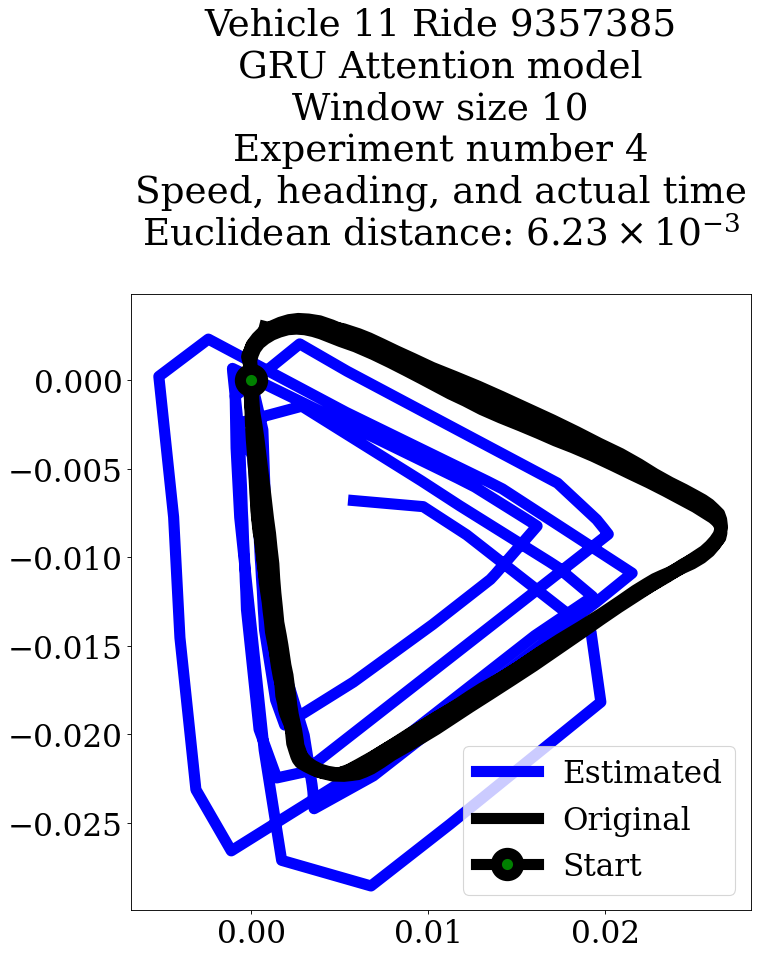 Vehicle 11 Ride 9357385
GRU Attention model
Window size 10
Experiment number 4
Speed, heading, and actual time
Euclidean distance: 6.23 × 10⁻³
0.000
−0.005
−0.010
−0.015
−0.020
−0.025
Estimated
Original
Start
0.00
0.01
0.02